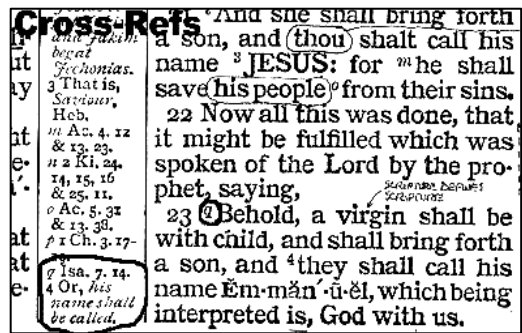 Cross-Refs
and Jakim
begat
Jechonias.
3 That is,
Saviour,
Heb.
m Ac. 4. 12
& 13. 23.
n 2 Ki. 24.
14, 15, 16
& 25. 11.
o Ac. 5. 31
& 13. 38.
p 1 Ch. 3. 17-
q Isa. 7. 14.
4 Or, his
name shall
be called.
21 And she shall bring forth
a son, and thou shalt call his
name ³JESUS: for ᵐhe shall
save his people ᵒfrom their sins.
22 Now all this was done, that
it might be fulfilled which was
spoken of the Lord by the pro-
phet, saying,
SCRIPTURE DEFINES
SCRIPTURE
23 qBehold, a virgin shall be
with child, and shall bring forth
a son, and ⁴they shall call his
name Ĕm-măn´-ū-ĕl, which being
interpreted is, God with us.